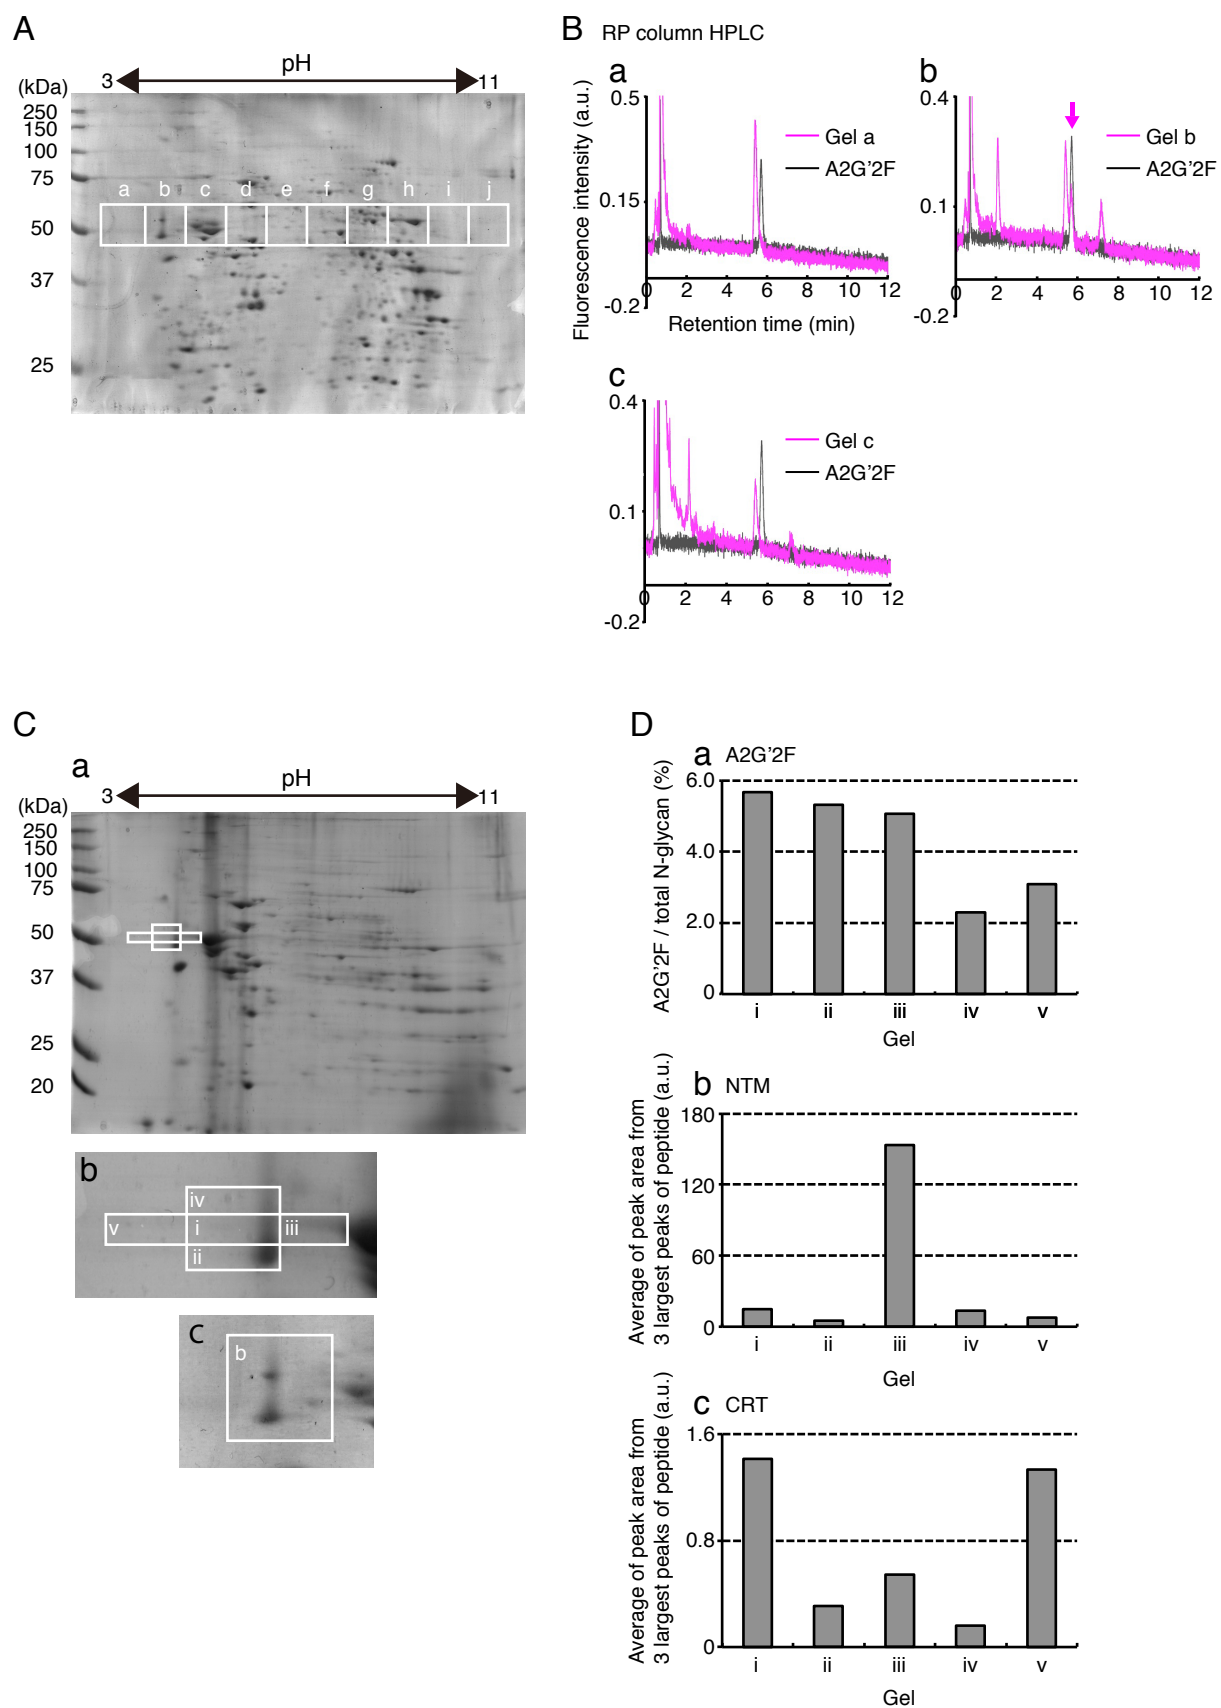 A
pH
3
11
(kDa)
250
150
100
75
50
37
25
a b c d e f g h i j
B RP column HPLC
a
Fluorescence intensity (a.u.)
0.5
0.15
-0.2
0 2 4 6 8 10 12
Retention time (min)
Gel a
A2G'2F
b
0.4
0.1
-0.2
0 2 4 6 8 10 12
Gel b
A2G'2F
c
0.4
0.1
-0.2
0 2 4 6 8 10 12
Gel c
A2G'2F
C
a
pH
3
11
(kDa)
250
150
100
75
50
37
25
20
b
iv
v i iii
ii
c
b
D
a A2G'2F
A2G'2F / total N-glycan (%)
6.0
4.0
2.0
0
i ii iii iv v
Gel
b NTM
Average of peak area from
3 largest peaks of peptide (a.u.)
180
120
60
0
i ii iii iv v
Gel
c CRT
Average of peak area from
3 largest peaks of peptide (a.u.)
1.6
0.8
0
i ii iii iv v
Gel